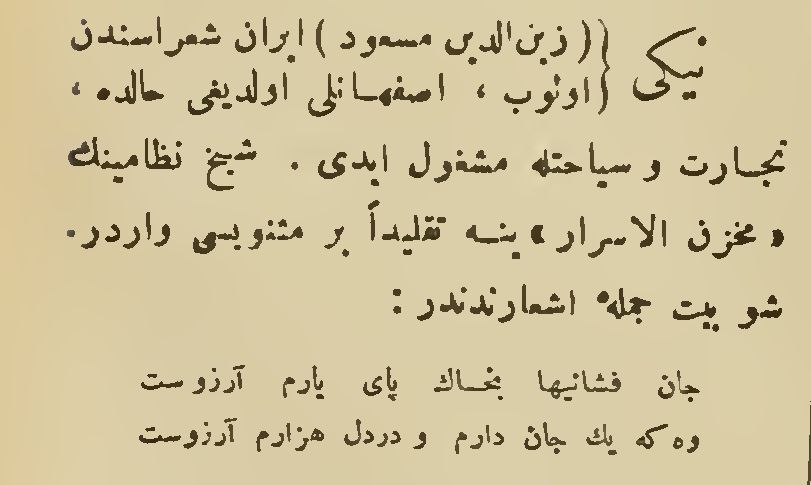 نیکی { (زین‌الدین مسعود) ایران شعراسندن
اولوب ، اصفهانلی اولدیغی حالده ،
تجارت و سیاحتله مشغول ایدی . شیخ نظامینك
«مخزن الاسرار» ینه تقلیداً بر مثنویسی واردر.
شو بیت جمله‌ٔ اشعارندندر :
جان فشانیها بخاك پای یارم آرزوست
وه که یك جان دارم و در دل هزارم آرزوست